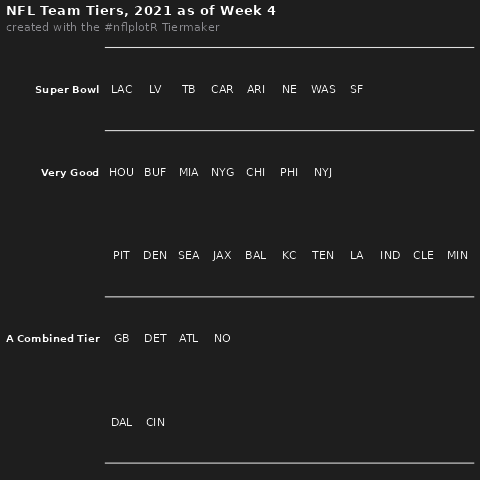 NFL Team Tiers, 2021 as of Week 4
created with the #nflplotR Tiermaker
Super Bowl LAC LV TB CAR ARI NE WAS SF
Very Good HOU BUF MIA NYG CHI PHI NYJ
PIT DEN SEA JAX BAL KC TEN LA IND CLE MIN
A Combined Tier GB DET ATL NO
DAL CIN